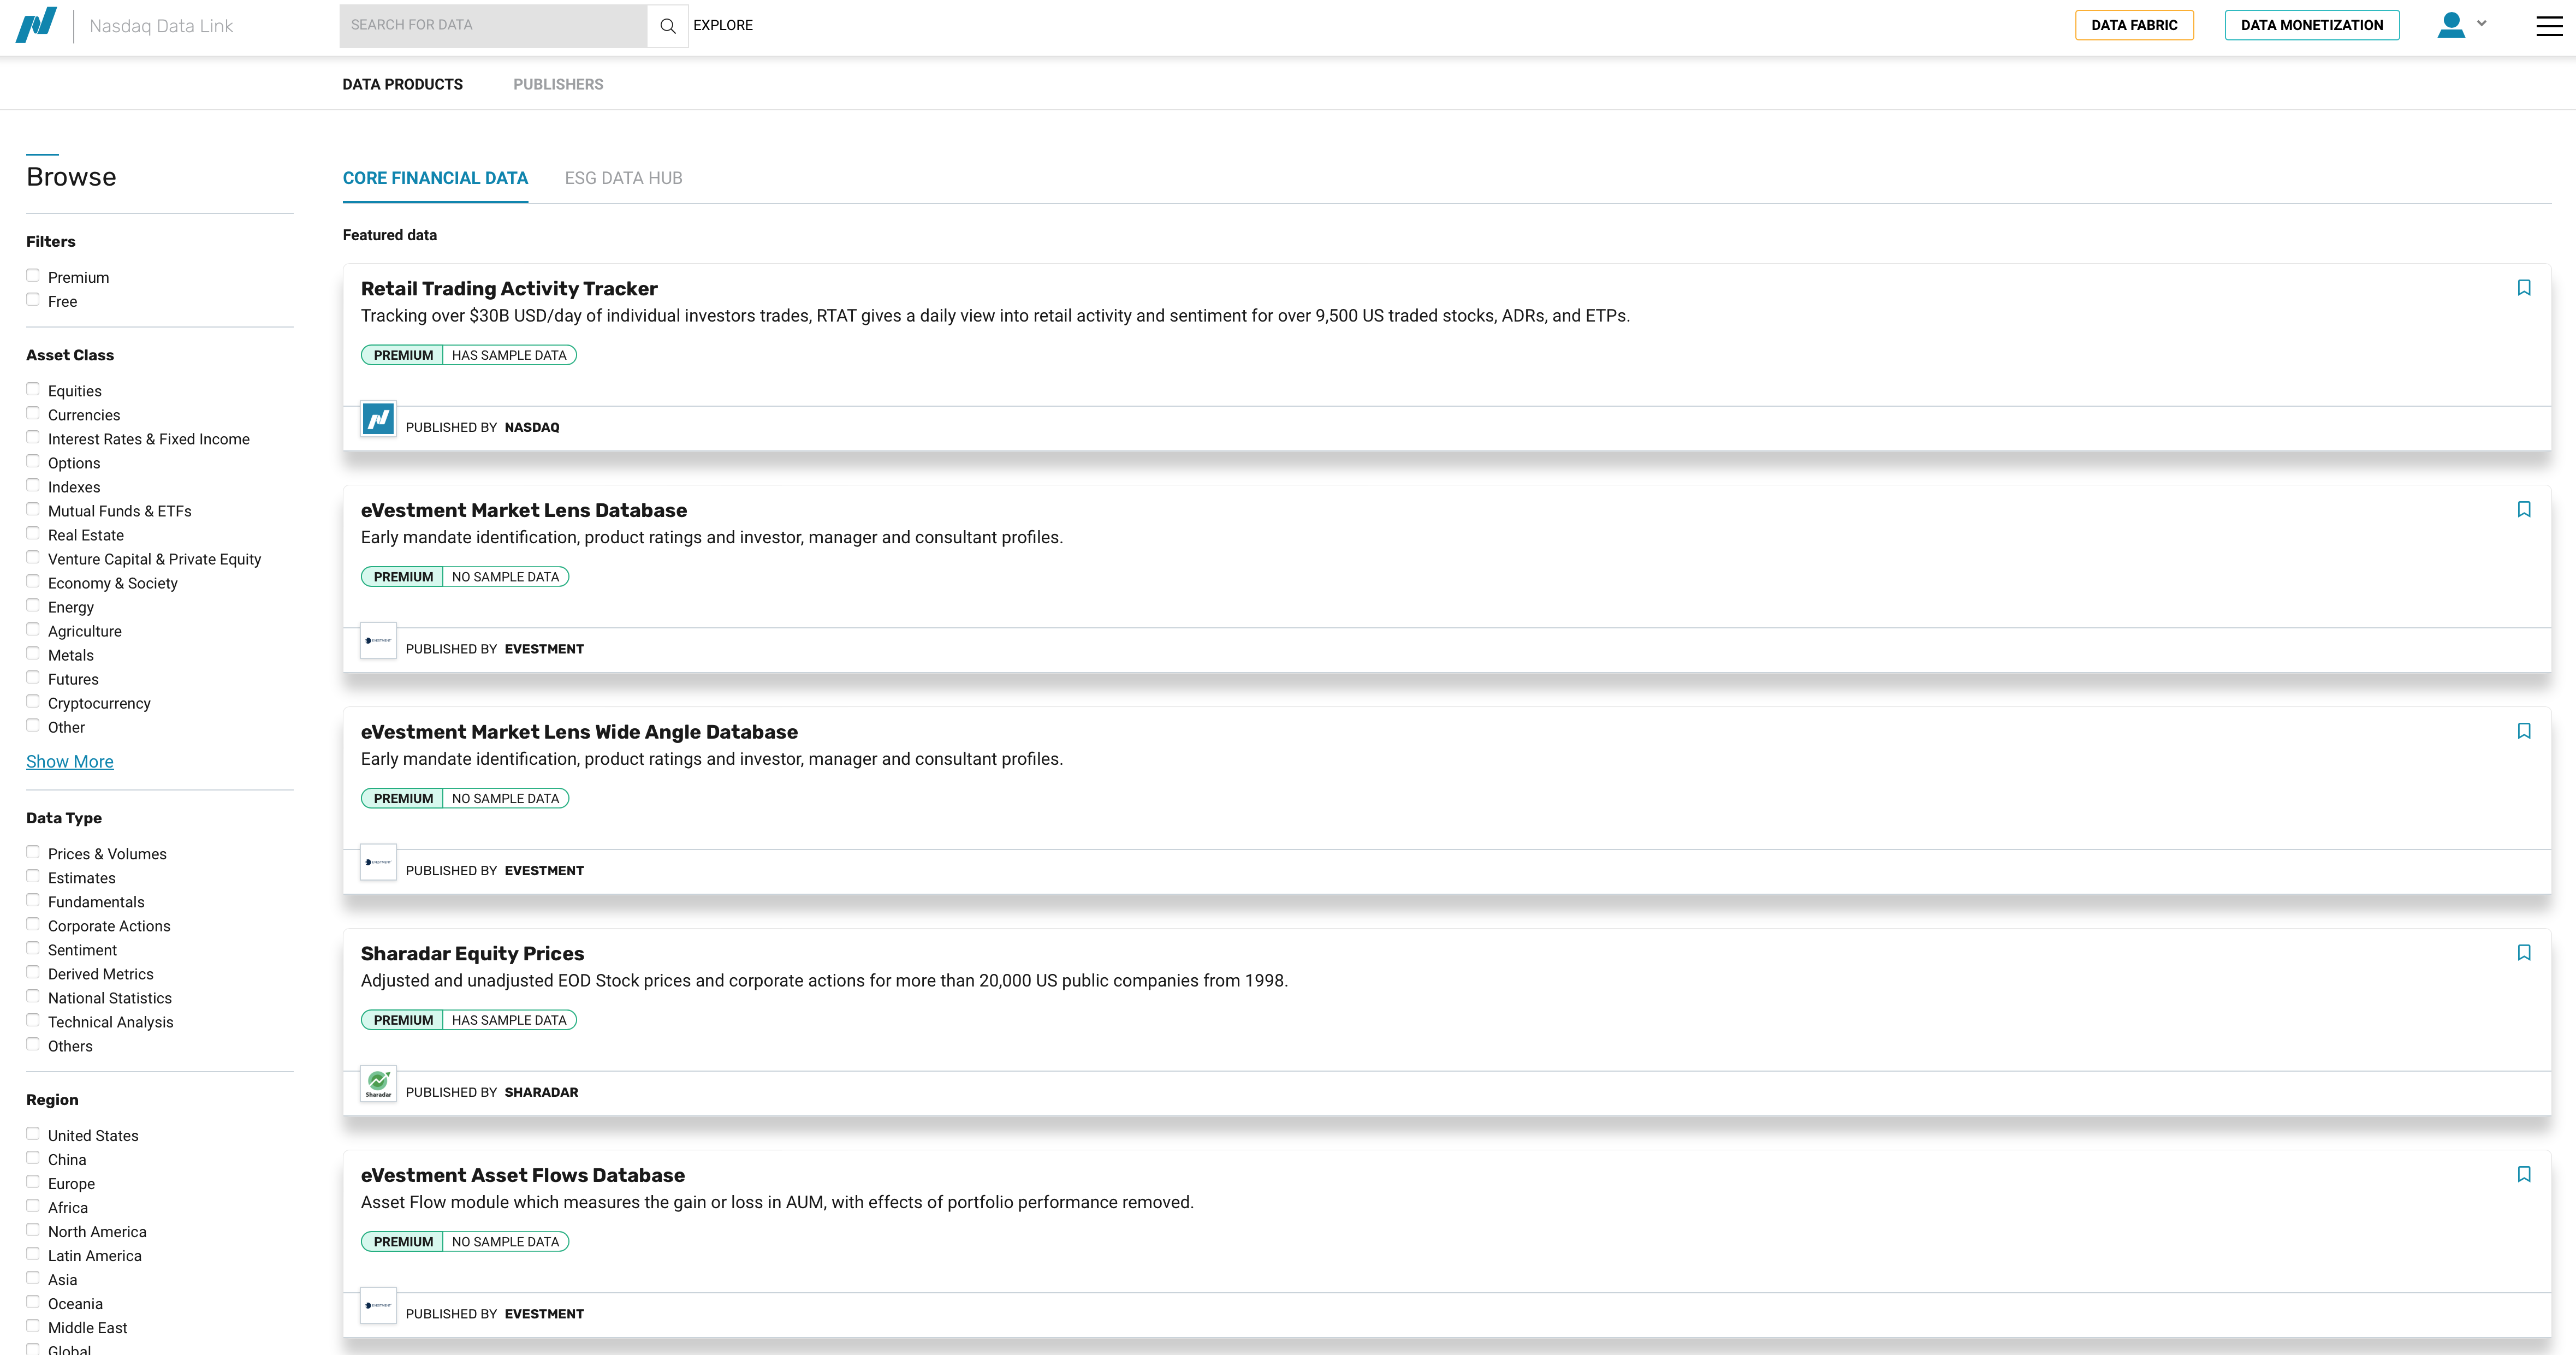 Nasdaq Data Link
SEARCH FOR DATA
EXPLORE
DATA FABRIC
DATA MONETIZATION
DATA PRODUCTS
PUBLISHERS
Browse
Filters
Premium
Free
Asset Class
Equities
Currencies
Interest Rates & Fixed Income
Options
Indexes
Mutual Funds & ETFs
Real Estate
Venture Capital & Private Equity
Economy & Society
Energy
Agriculture
Metals
Futures
Cryptocurrency
Other
Show More
Data Type
Prices & Volumes
Estimates
Fundamentals
Corporate Actions
Sentiment
Derived Metrics
National Statistics
Technical Analysis
Others
Region
United States
China
Europe
Africa
North America
Latin America
Asia
Oceania
Middle East
Global
CORE FINANCIAL DATA
ESG DATA HUB
Featured data
Retail Trading Activity Tracker
Tracking over $30B USD/day of individual investors trades, RTAT gives a daily view into retail activity and sentiment for over 9,500 US traded stocks, ADRs, and ETPs.
PREMIUM HAS SAMPLE DATA
PUBLISHED BY NASDAQ
eVestment Market Lens Database
Early mandate identification, product ratings and investor, manager and consultant profiles.
PREMIUM NO SAMPLE DATA
EVESTMENT
PUBLISHED BY EVESTMENT
eVestment Market Lens Wide Angle Database
Early mandate identification, product ratings and investor, manager and consultant profiles.
PREMIUM NO SAMPLE DATA
EVESTMENT
PUBLISHED BY EVESTMENT
Sharadar Equity Prices
Adjusted and unadjusted EOD Stock prices and corporate actions for more than 20,000 US public companies from 1998.
PREMIUM HAS SAMPLE DATA
Sharadar
PUBLISHED BY SHARADAR
eVestment Asset Flows Database
Asset Flow module which measures the gain or loss in AUM, with effects of portfolio performance removed.
PREMIUM NO SAMPLE DATA
EVESTMENT
PUBLISHED BY EVESTMENT